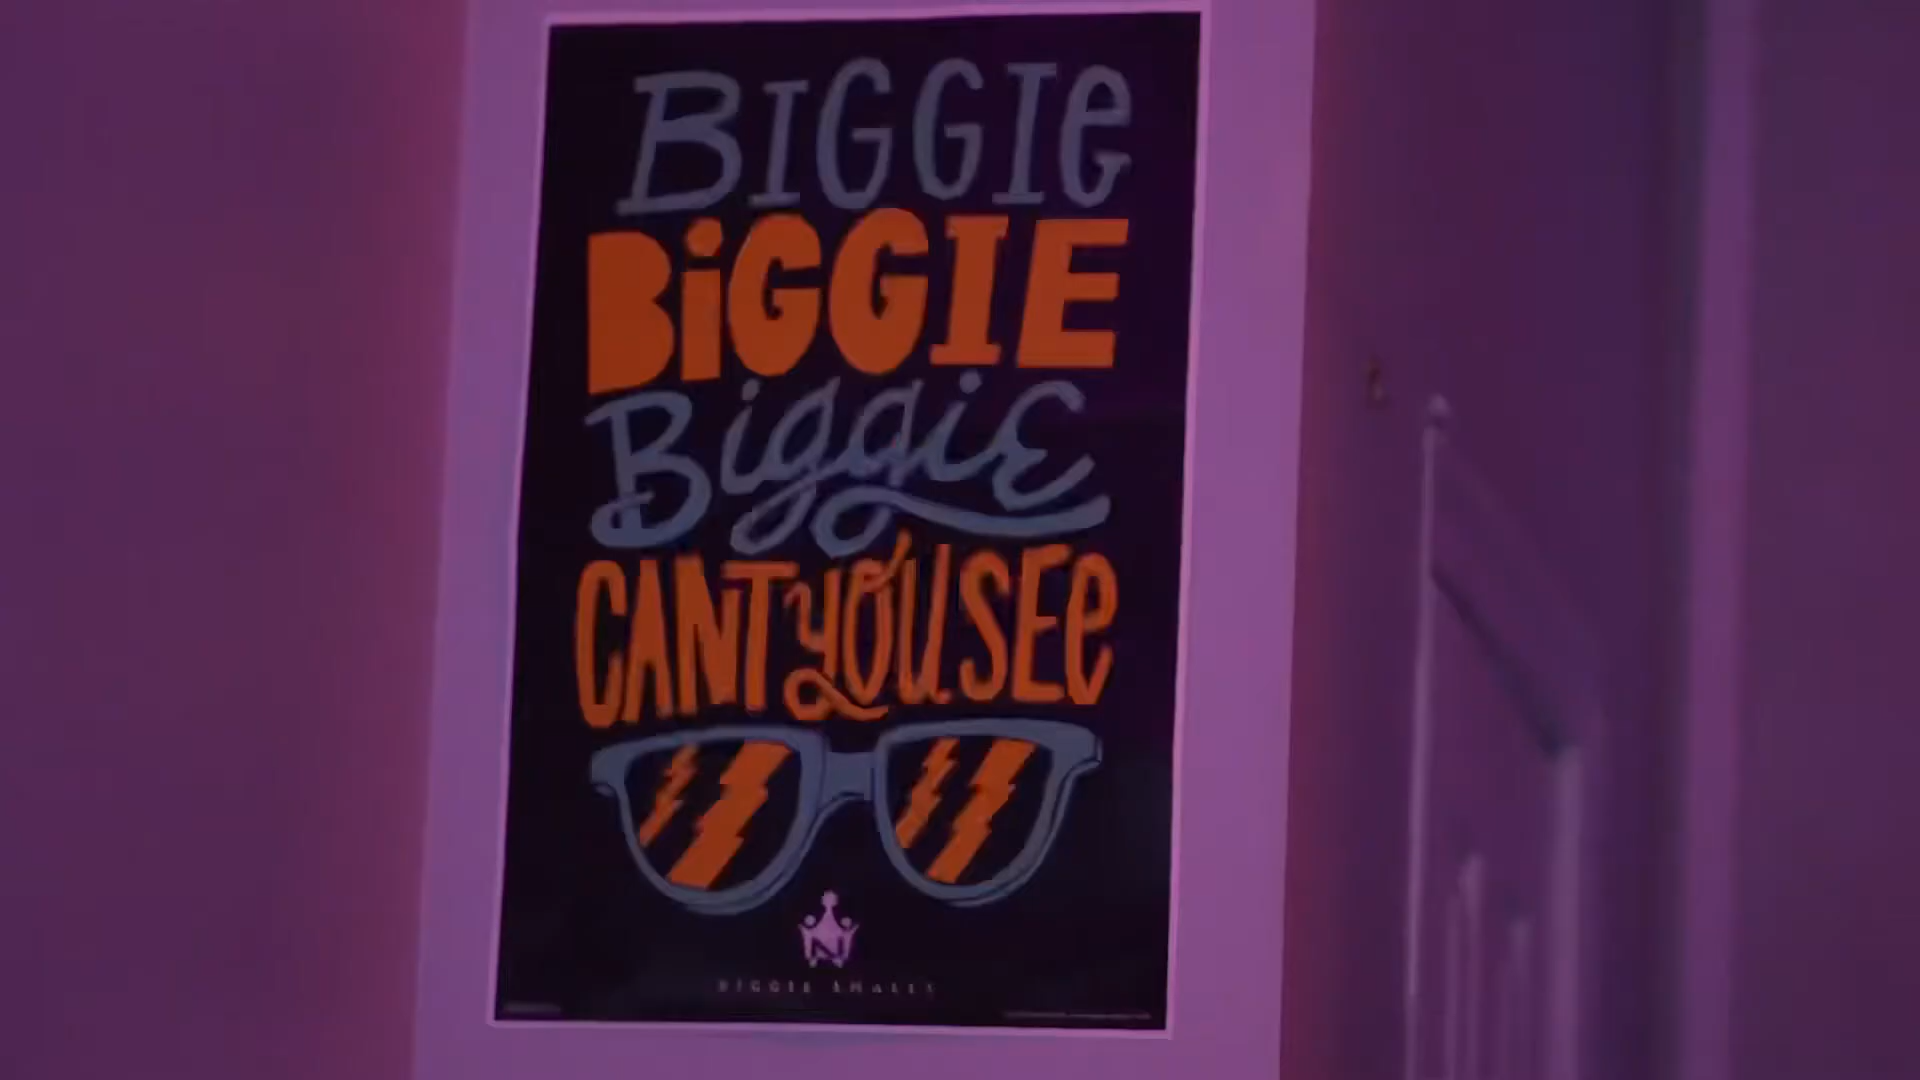 BIGGIE
BiGGIE
Biggie
CANT YOU SEE
N
BIGGIE SMALLS